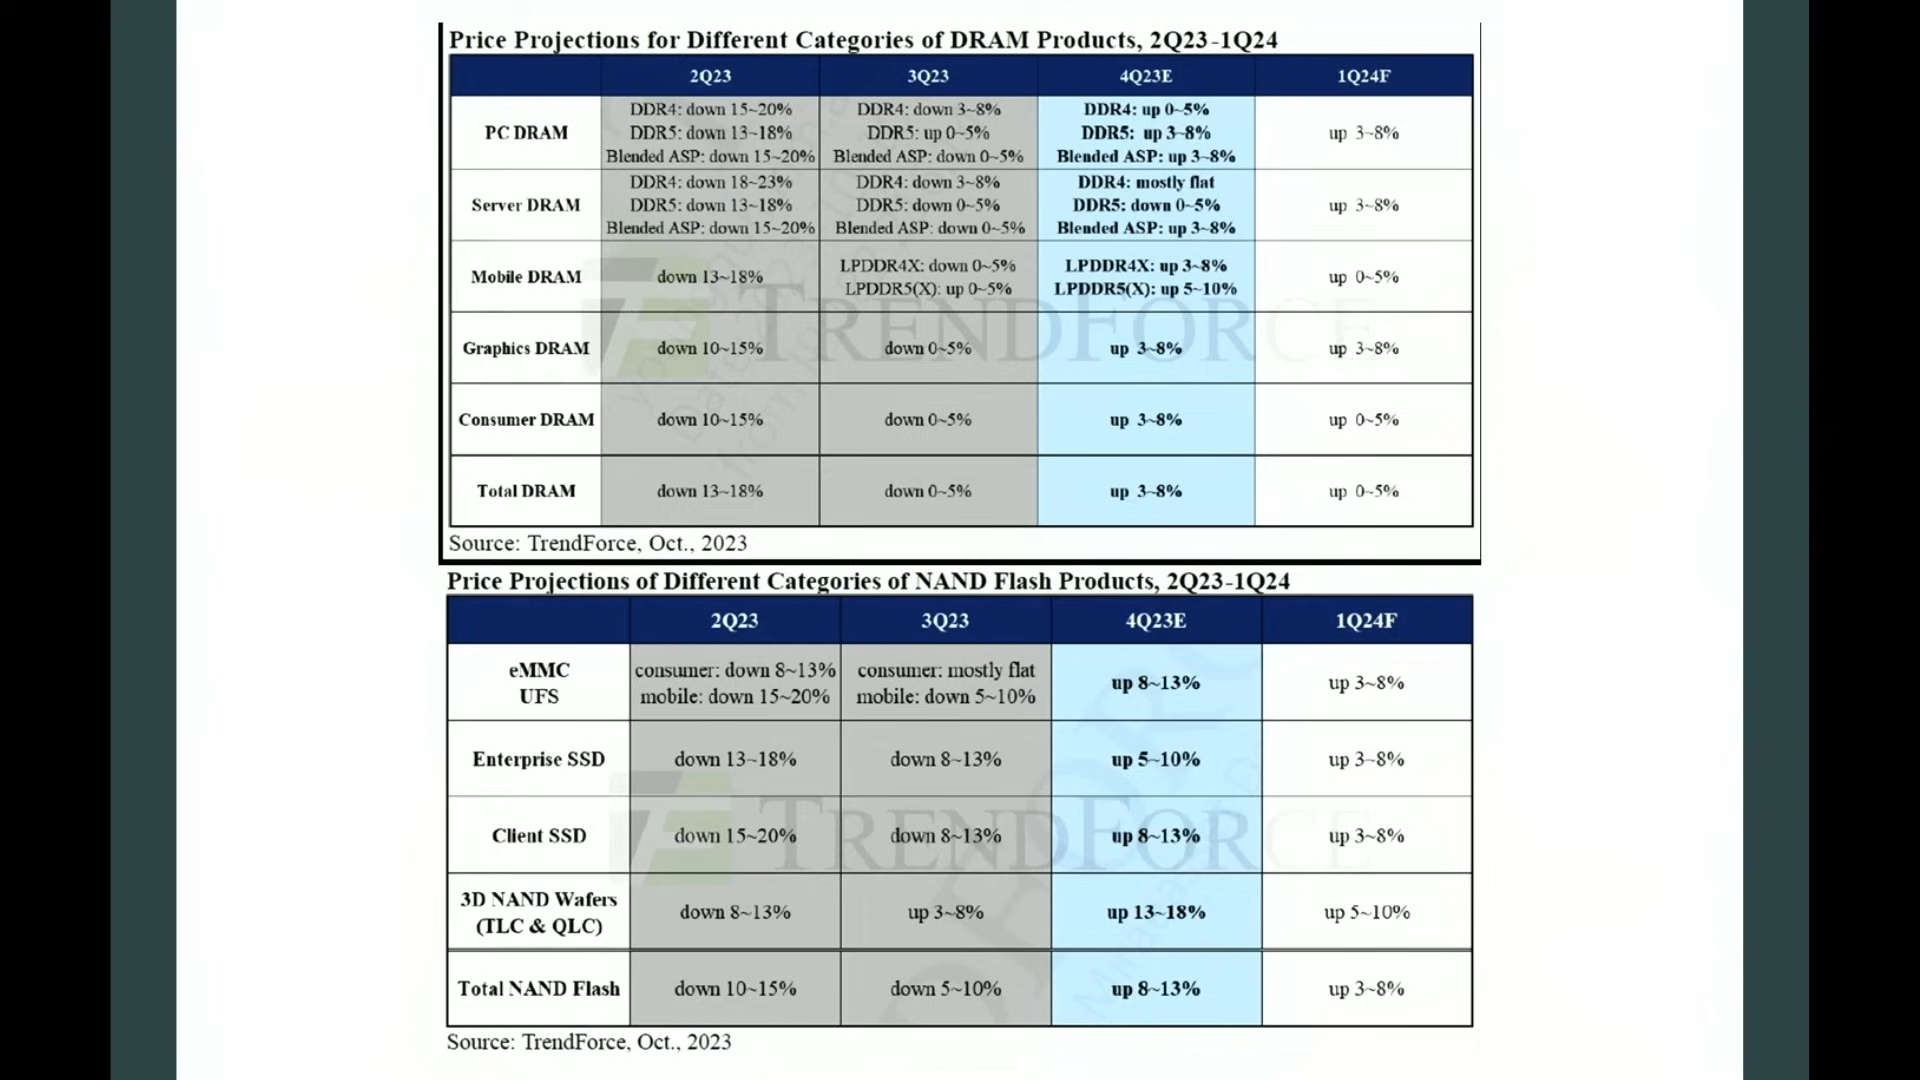 Price Projections for Different Categories of DRAM Products, 2Q23-1Q24
2Q23 3Q23 4Q23E 1Q24F
PC DRAM
DDR4: down 15~20%
DDR5: down 13~18%
Blended ASP: down 15~20%
DDR4: down 3~8%
DDR5: up 0~5%
Blended ASP: down 0~5%
DDR4: up 0~5%
DDR5: up 3~8%
Blended ASP: up 3~8%
up 3~8%
Server DRAM
DDR4: down 18~23%
DDR5: down 13~18%
Blended ASP: down 15~20%
DDR4: down 3~8%
DDR5: down 0~5%
Blended ASP: down 0~5%
DDR4: mostly flat
DDR5: down 0~5%
Blended ASP: up 3~8%
up 3~8%
Mobile DRAM
down 13~18%
LPDDR4X: down 0~5%
LPDDR5(X): up 0~5%
LPDDR4X: up 3~8%
LPDDR5(X): up 5~10%
up 0~5%
Graphics DRAM down 10~15% down 0~5% up 3~8% up 3~8%
TRENDFORCE
Consumer DRAM down 10~15% down 0~5% up 3~8% up 0~5%
Total DRAM down 13~18% down 0~5% up 3~8% up 0~5%
Source: TrendForce, Oct., 2023
Price Projections of Different Categories of NAND Flash Products, 2Q23-1Q24
2Q23 3Q23 4Q23E 1Q24F
eMMC
UFS
consumer: down 8~13%
mobile: down 15~20%
consumer: mostly flat
mobile: down 5~10%
up 8~13%
up 3~8%
Enterprise SSD down 13~18% down 8~13% up 5~10% up 3~8%
Client SSD down 15~20% down 8~13% up 8~13% up 3~8%
TRENDFORCE
3D NAND Wafers
(TLC & QLC)
down 8~13% up 3~8% up 13~18% up 5~10%
Total NAND Flash down 10~15% down 5~10% up 8~13% up 3~8%
Source: TrendForce, Oct., 2023